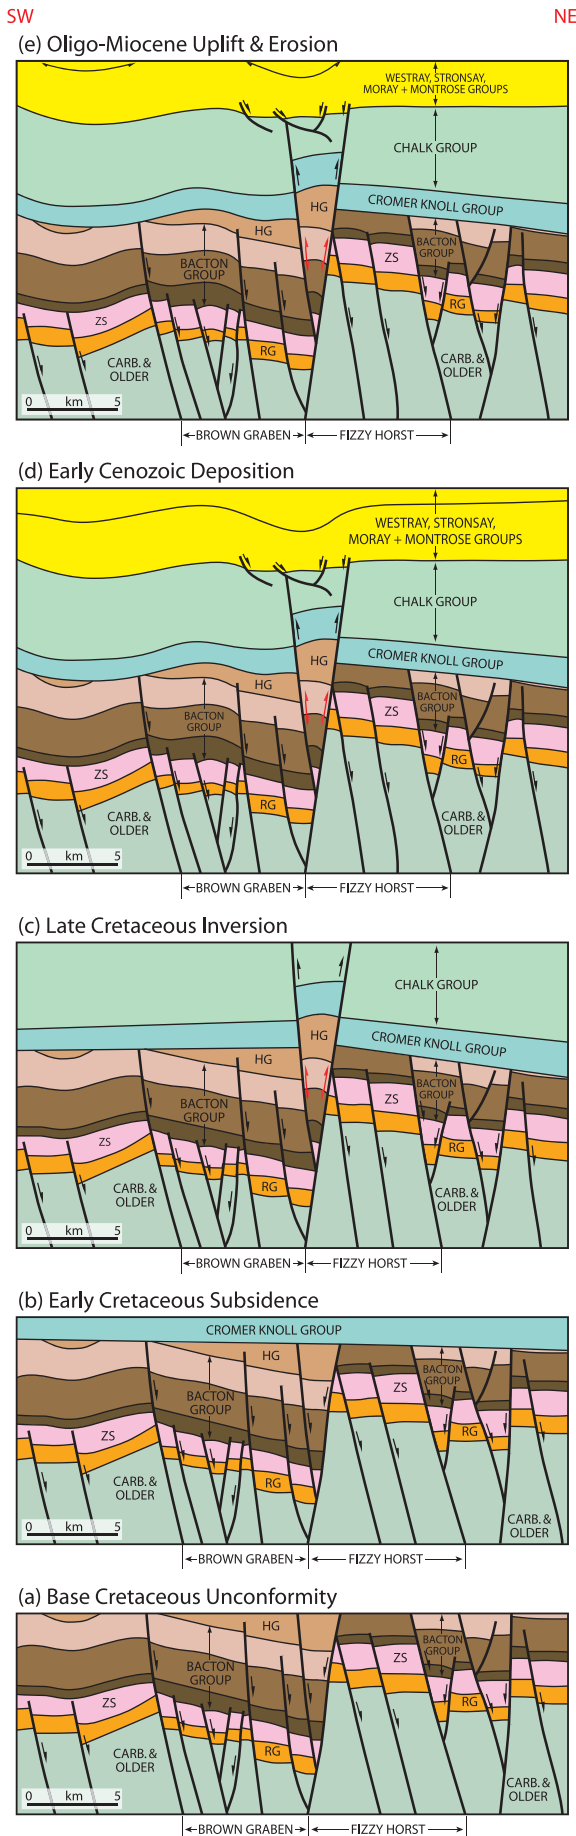 SW NE
(e) Oligo-Miocene Uplift & Erosion
WESTRAY, STRONSAY,
MORAY + MONTROSE GROUPS
CHALK GROUP
CROMER KNOLL GROUP
HG
HG
BACTON
GROUP
BACTON
GROUP
ZS
ZS
RG
RG
CARB. &
OLDER
CARB. &
OLDER
0 km 5
BROWN GRABEN FIZZY HORST
(d) Early Cenozoic Deposition
WESTRAY, STRONSAY,
MORAY + MONTROSE GROUPS
CHALK GROUP
CROMER KNOLL GROUP
HG
HG
BACTON
GROUP
BACTON
GROUP
ZS
ZS
RG
RG
CARB. &
OLDER
CARB. &
OLDER
0 km 5
BROWN GRABEN FIZZY HORST
(c) Late Cretaceous Inversion
CHALK GROUP
HG
CROMER KNOLL GROUP
HG
BACTON
GROUP
BACTON
GROUP
ZS
ZS
RG
RG
CARB. &
OLDER
CARB. &
OLDER
0 km 5
BROWN GRABEN FIZZY HORST
(b) Early Cretaceous Subsidence
CROMER KNOLL GROUP
HG
BACTON
GROUP
BACTON
GROUP
ZS
ZS
RG
RG
CARB. &
OLDER
CARB. &
OLDER
0 km 5
BROWN GRABEN FIZZY HORST
(a) Base Cretaceous Unconformity
HG
BACTON
GROUP
BACTON
GROUP
ZS
ZS
RG
RG
CARB. &
OLDER
CARB. &
OLDER
0 km 5
BROWN GRABEN FIZZY HORST